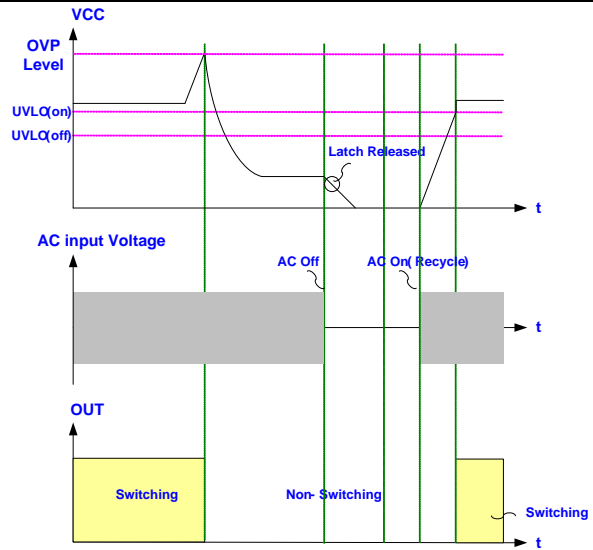 VCC
OVP
Level
UVLO(on)
UVLO(off)
Latch Released
t
AC input Voltage
AC Off
AC On( Recycle)
t
OUT
Switching
Non- Switching
Switching
t